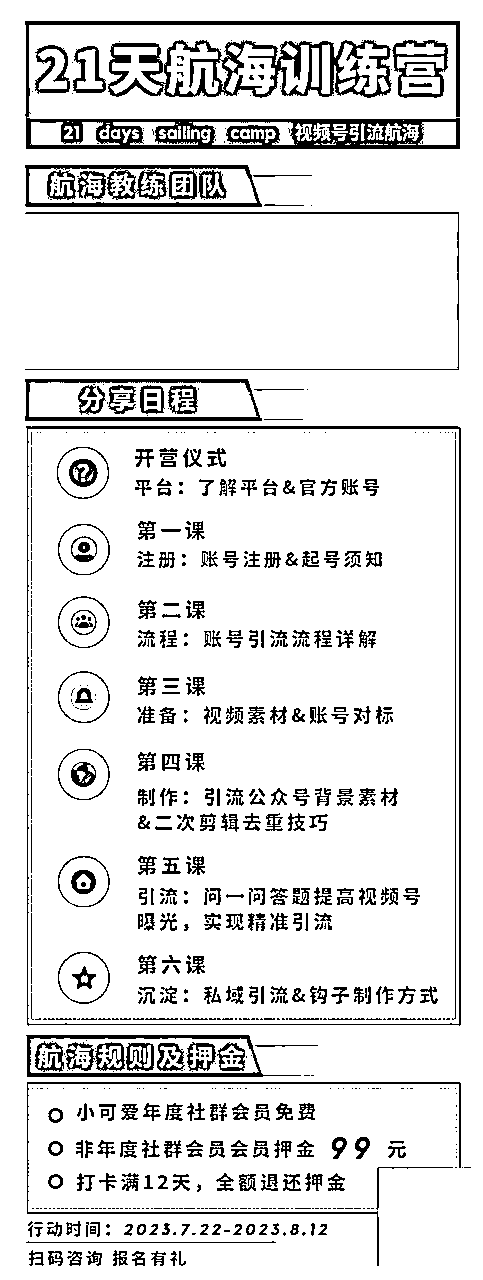 21天航海训练营
21 days sailing camp 视频号引流航海
航海教练团队
分享日程
开营仪式
平台：了解平台&官方账号
第一课
注册：账号注册&起号须知
第二课
流程：账号引流流程详解
第三课
准备：视频素材&账号对标
第四课
制作：引流公众号背景素材
&二次剪辑去重技巧
第五课
引流：问一问答题提高视频号
曝光，实现精准引流
第六课
沉淀：私域引流&钩子制作方式
航海规则及押金
小可爱年度社群会员免费
非年度社群会员会员押金 99 元
打卡满12天，全额退还押金
行动时间：2023.7.22-2023.8.12
扫码咨询 报名有礼